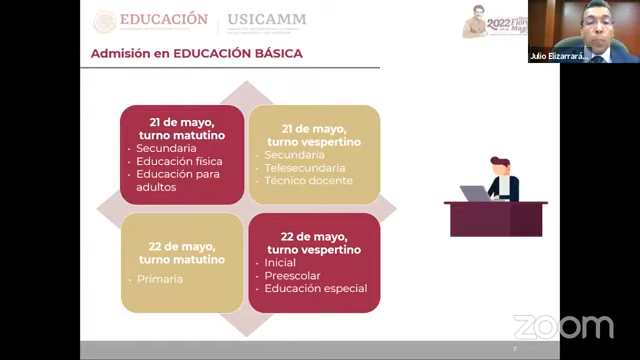 EDUCACIÓN
USICAMM
2022 Flores
Magón
Julio Elizarrará
Admisión en EDUCACIÓN BÁSICA
21 de mayo,
turno matutino
• Secundaria
• Educación física
• Educación para
adultos
21 de mayo,
turno vespertino
• Secundaria
• Telesecundaria
• Técnico docente
22 de mayo,
turno matutino
• Primaria
22 de mayo,
turno vespertino
• Inicial
• Preescolar
• Educación especial
zoom
7